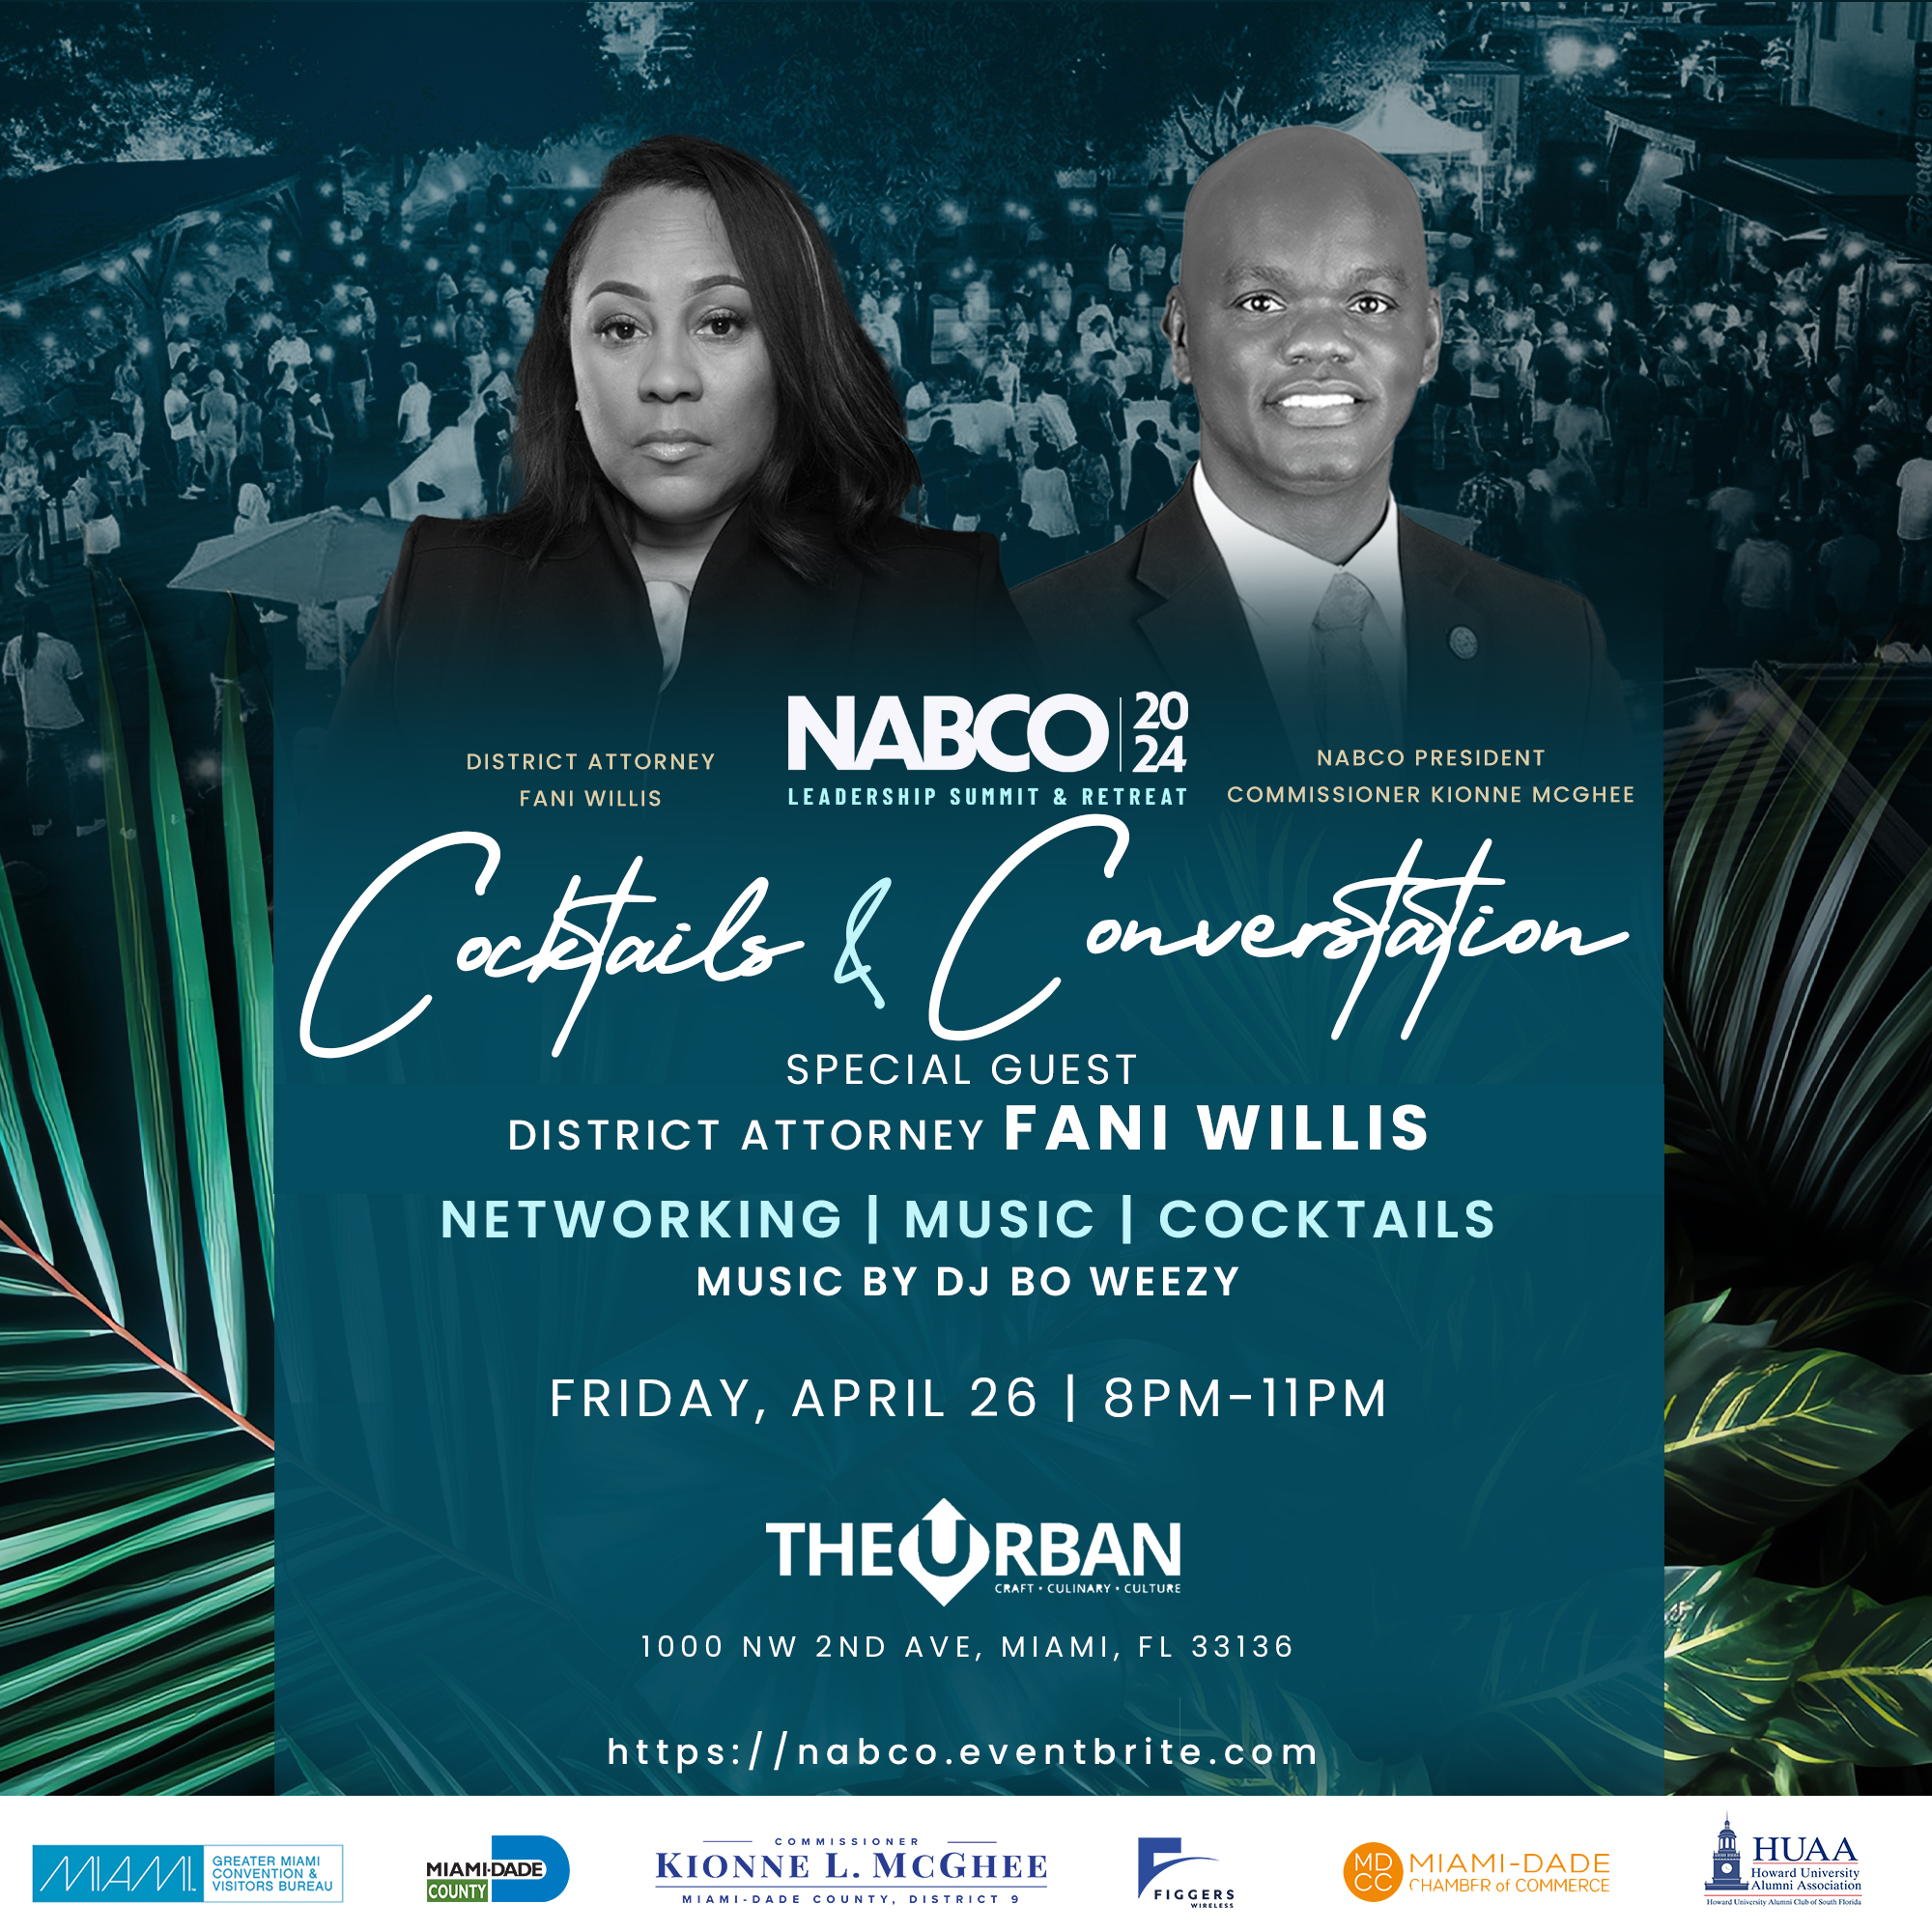 NABCO 2024
LEADERSHIP SUMMIT & RETREAT
DISTRICT ATTORNEY
FANI WILLIS
NABCO PRESIDENT
COMMISSIONER KIONNE MCGHEE
Cocktails & Converstation
SPECIAL GUEST
DISTRICT ATTORNEY FANI WILLIS
NETWORKING | MUSIC | COCKTAILS
MUSIC BY DJ BO WEEZY
FRIDAY, APRIL 26 | 8PM-11PM
THE URBAN
CRAFT • CULINARY • CULTURE
1000 NW 2ND AVE, MIAMI, FL 33136
https://nabco.eventbrite.com
MIAMI
GREATER MIAMI
CONVENTION &
VISITORS BUREAU
MIAMI-DADE
COUNTY
COMMISSIONER
KIONNE L. MCGHEE
MIAMI-DADE COUNTY, DISTRICT 9
FIGGERS
WIRELESS
MDCC
MIAMI-DADE
CHAMBER of COMMERCE
HUAA
Howard University
Alumni Association
Howard University Alumni Club of South Florida